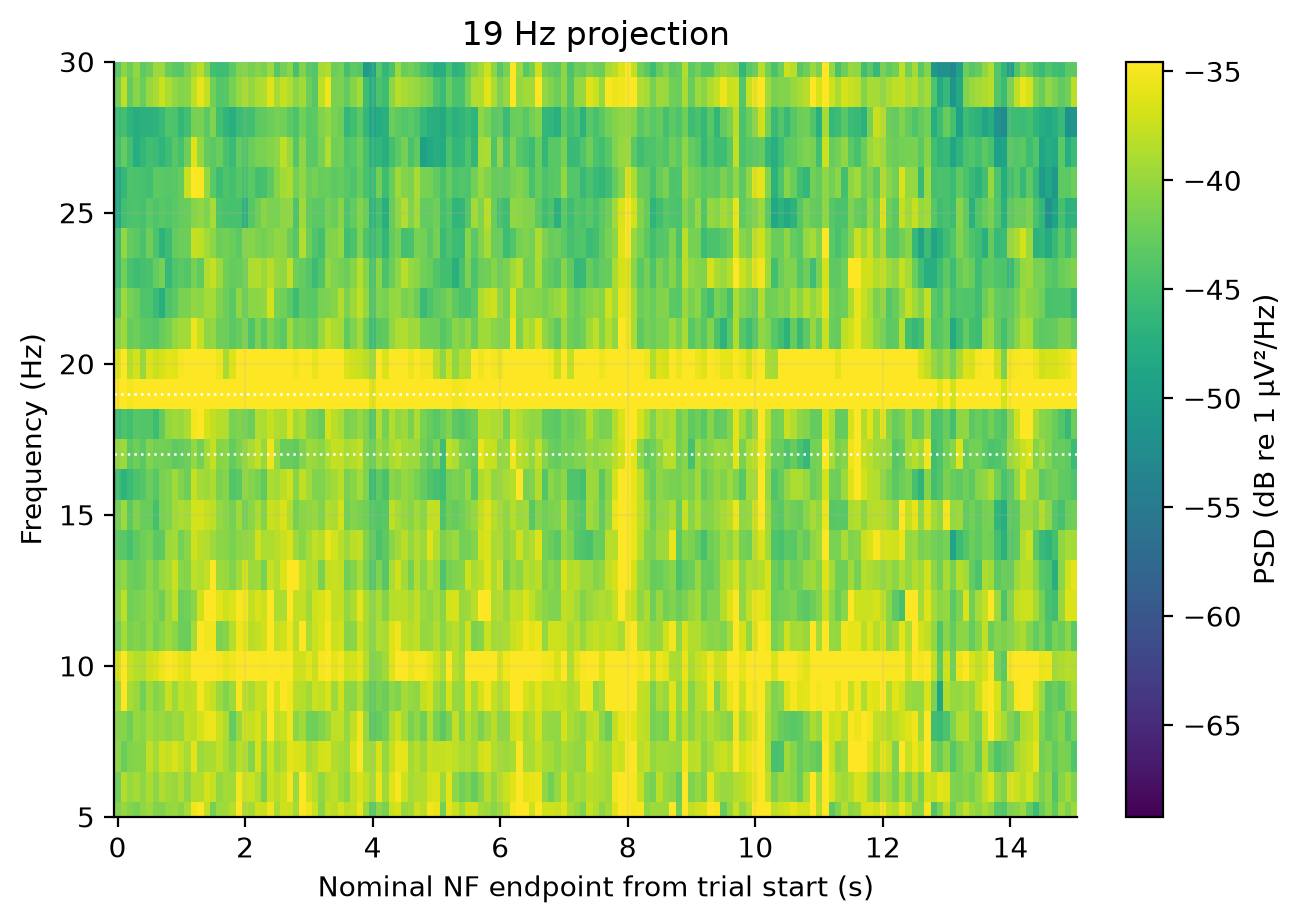 19 Hz projection
30
25
20
15
10
5
Frequency (Hz)
0 2 4 6 8 10 12 14
Nominal NF endpoint from trial start (s)
−35
−40
−45
−50
−55
−60
−65
PSD (dB re 1 µV²/Hz)